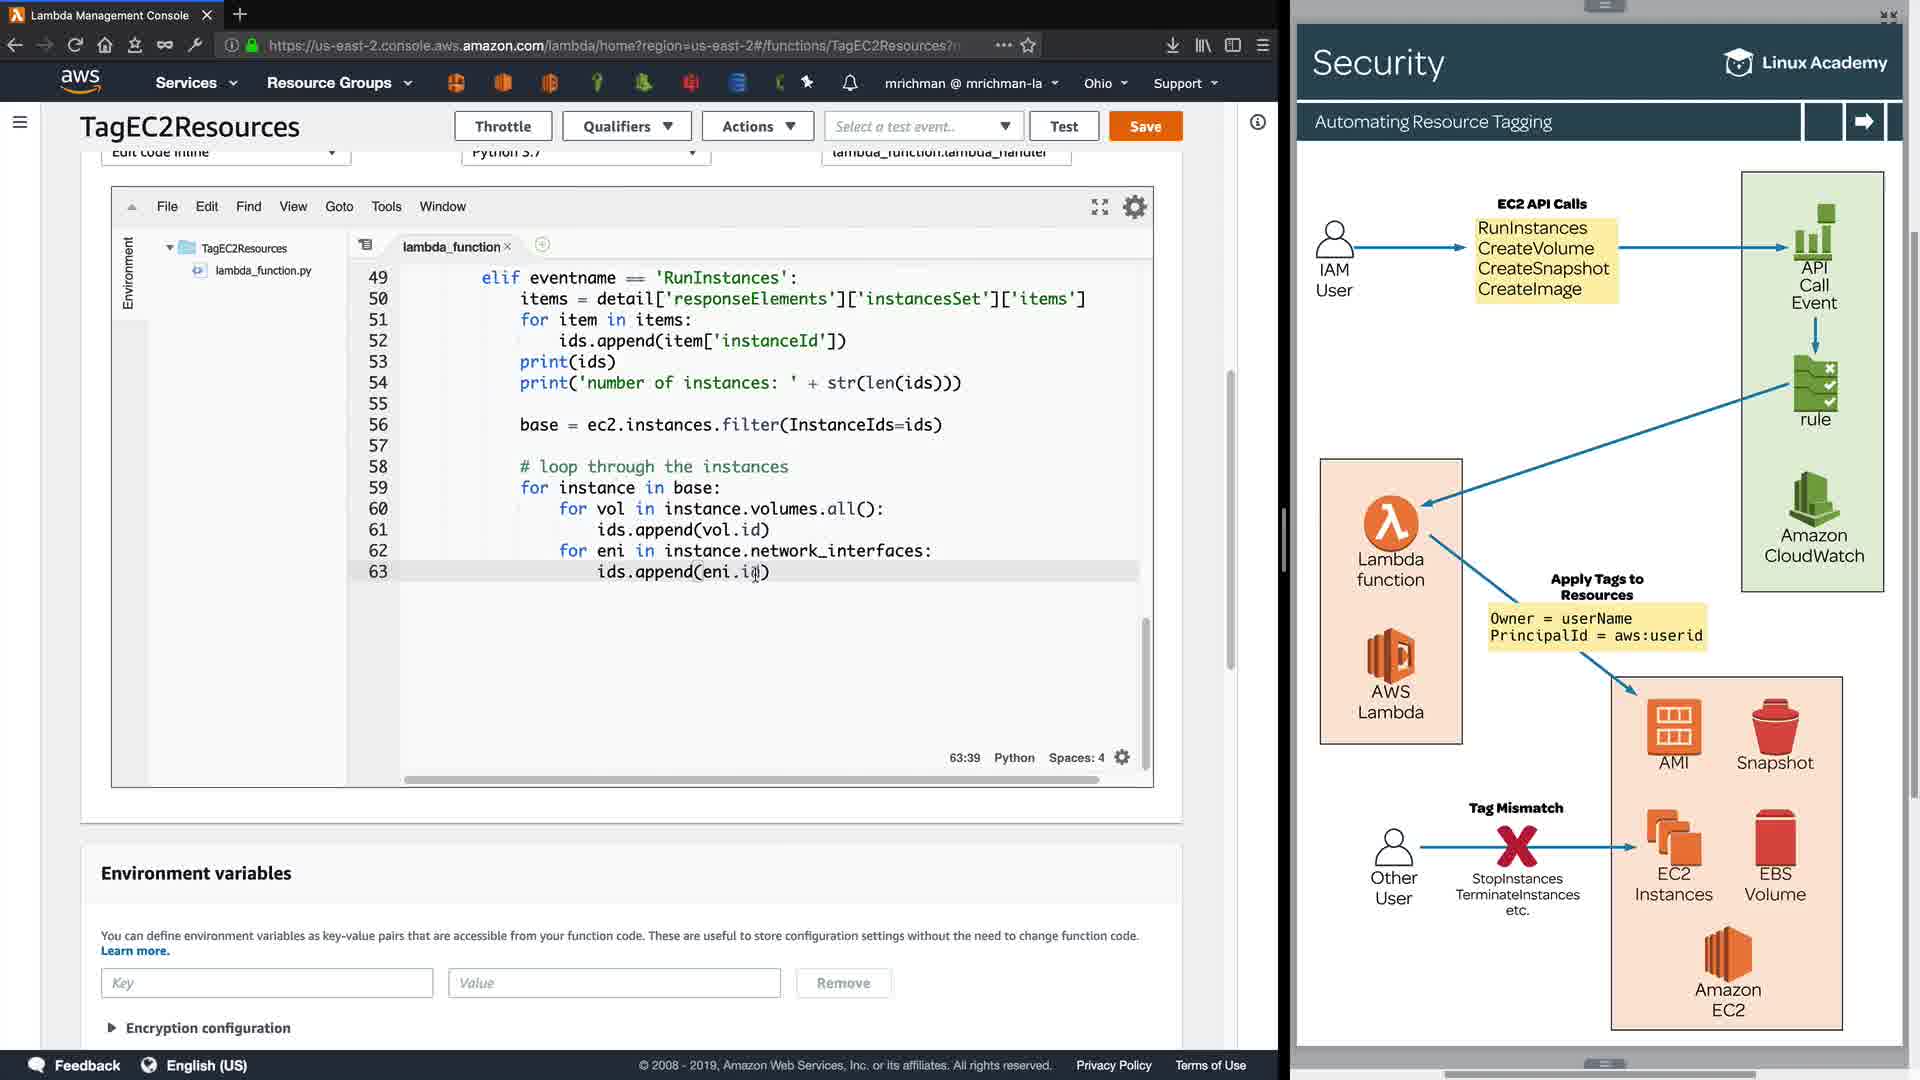 Lambda Management Console
https://us-east-2.console.aws.amazon.com/lambda/home?region=us-east-2#/functions/TagEC2Resources?
aws
Services
Resource Groups
mrichman @ mrichman-la
Ohio
Support
TagEC2Resources
Throttle
Qualifiers
Actions
Select a test event..
Test
Save
Edit code inline
Python 3.7
lambda_function.lambda_handler
File Edit Find View Goto Tools Window
Environment
TagEC2Resources
lambda_function.py
lambda_function
49 elif eventname == 'RunInstances':
50 items = detail['responseElements']['instancesSet']['items']
51 for item in items:
52 ids.append(item['instanceId'])
53 print(ids)
54 print('number of instances: ' + str(len(ids)))
55
56 base = ec2.instances.filter(InstanceIds=ids)
57
58 # loop through the instances
59 for instance in base:
60 for vol in instance.volumes.all():
61 ids.append(vol.id)
62 for eni in instance.network_interfaces:
63 ids.append(eni.id)
63:39 Python Spaces: 4
Environment variables
You can define environment variables as key-value pairs that are accessible from your function code. These are useful to store configuration settings without the need to change function code.
Learn more.
Key
Value
Remove
Encryption configuration
Feedback
English (US)
© 2008 - 2019, Amazon Web Services, Inc. or its affiliates. All rights reserved.
Privacy Policy
Terms of Use
Security
Linux Academy
Automating Resource Tagging
IAM
User
EC2 API Calls
RunInstances
CreateVolume
CreateSnapshot
CreateImage
API
Call
Event
rule
Amazon
CloudWatch
Lambda
function
AWS
Lambda
Apply Tags to
Resources
Owner = userName
PrincipalId = aws:userid
AMI
Snapshot
Tag Mismatch
Other
User
StopInstances
TerminateInstances
etc.
EC2
Instances
EBS
Volume
Amazon
EC2